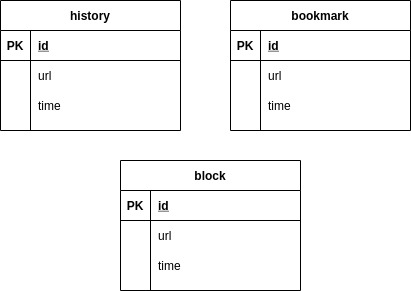 history
PK id
url
time
bookmark
PK id
url
time
block
PK id
url
time